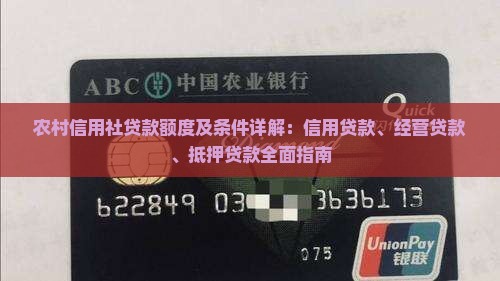 ABC 中国农业银行
Quick
农村信用社贷款额度及条件详解：信用贷款、经营贷款
、抵押贷款全面指南
Diamond
622849 03 3636173
075
UnionPay
银联